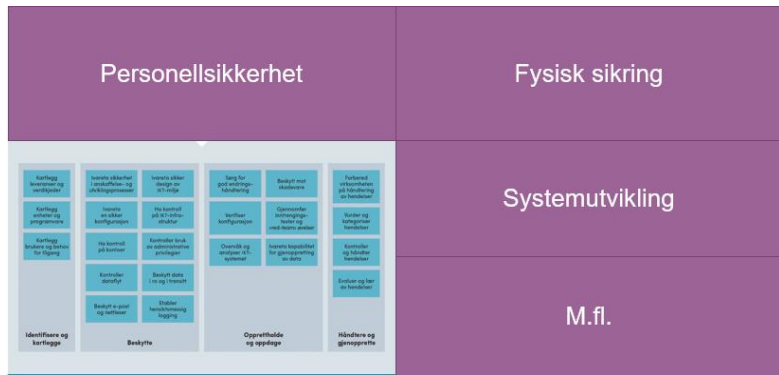 Personellsikkerhet
Fysisk sikring
Kartlegg
leveranser og
verdikjeder
Kartlegg
enheter og
programvare
Kartlegg
brukere og behov
for tilgang
Identifisere og
kartlegge
Ivareta sikkerhet
i anskaffelse- og
utviklingsprosesser
Ivareta sikker
design av
IKT-miljø
Ivareta
en sikker
konfigurasjon
Ha kontroll
på IKT-infra-
struktur
Ha kontroll
på kontoer
Kontroller bruk
av administrative
privilegier
Kontroller
dataflyt
Beskytt data
i ro og i transitt
Beskytt e-post
og nettleser
Etabler
hensiktsmessig
logging
Beskytte
Sørg for
god endrings-
håndtering
Beskytt mot
skadevare
Verifiser
konfigurasjon
Gjennomfør
inntrengings-
tester og
«red-team» øvelser
Overvåk og
analyser IKT-
systemet
Ivareta kapabilitet
for gjenoppretting
av data
Opprettholde
og oppdage
Forbered
virksomheten
på håndtering
av hendelser
Vurder og
kategoriser
hendelser
Kontroller
og håndter
hendelser
Evaluer og lær
av hendelser
Håndtere og
gjenopprette
Systemutvikling
M.fl.